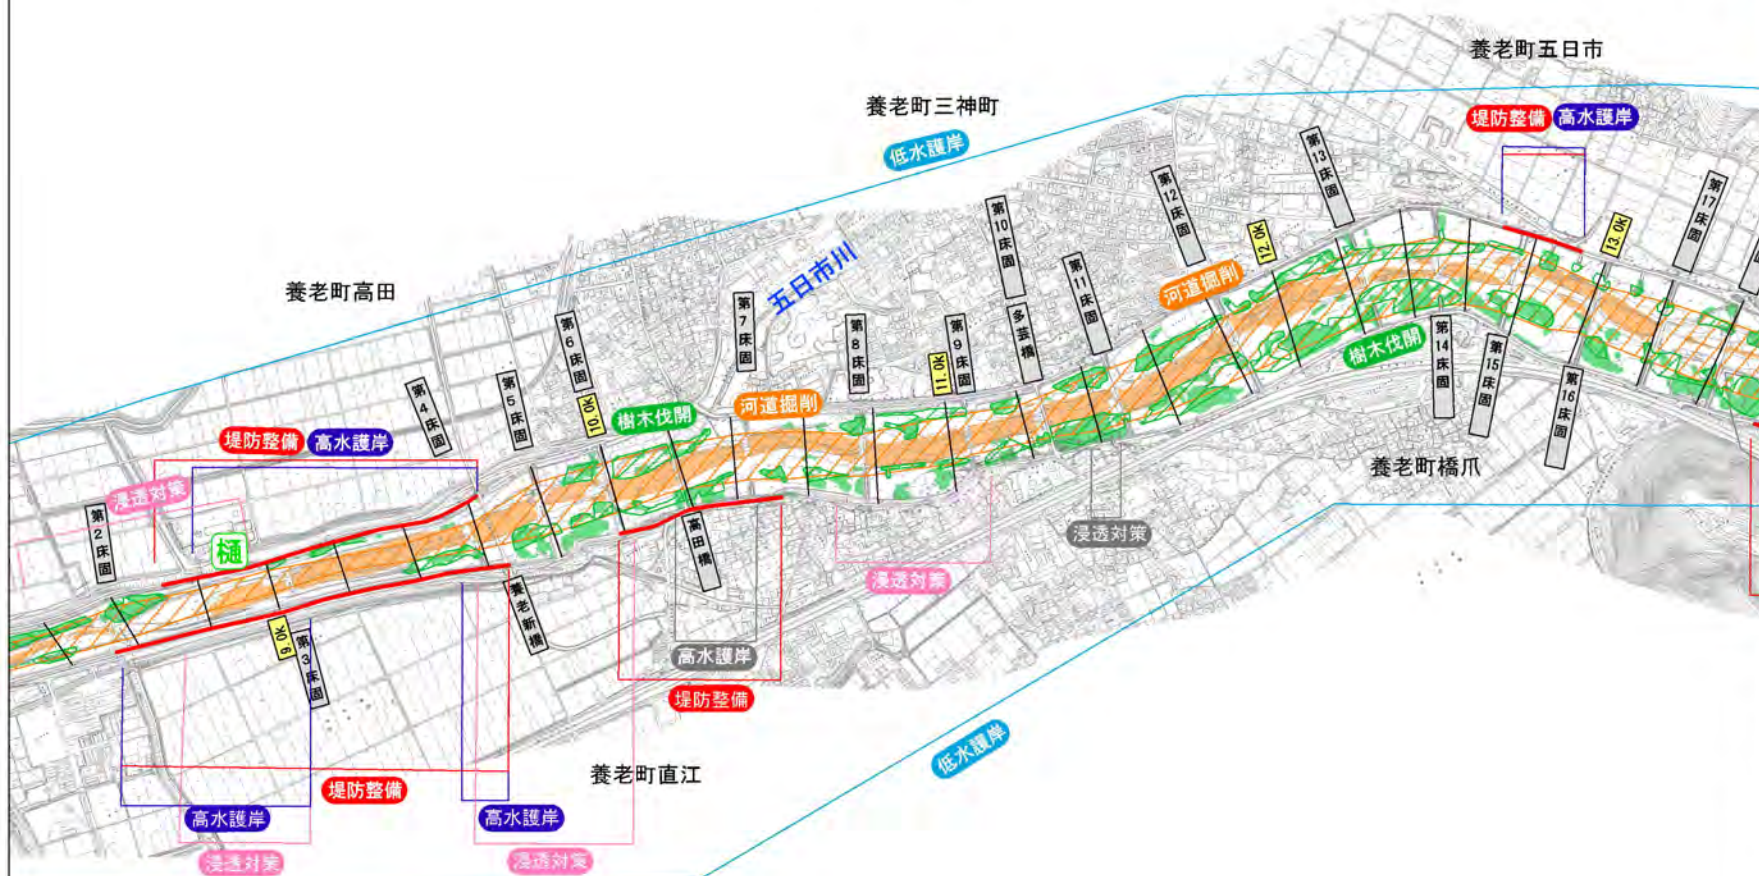 養老町五日市
養老町三神町
堤防整備 高水護岸
低水護岸
第13床固
第12床固
第17床固
第10床固
12.0K
13.0K
五日市川
第11床固
河道掘削
養老町高田
第7床固
第6床固
第8床固
第9床固
多芸橋
11.0K
樹木伐開
第14床固
第15床固
第16床固
第4床固
第5床固
10.0K
樹木伐開
河道掘削
堤防整備 高水護岸
養老町橋爪
浸透対策
第2床固
樋
高田橋
浸透対策
浸透対策
養老新橋
9.0K
第3床固
高水護岸
堤防整備
低水護岸
養老町直江
堤防整備
高水護岸
高水護岸
浸透対策
浸透対策